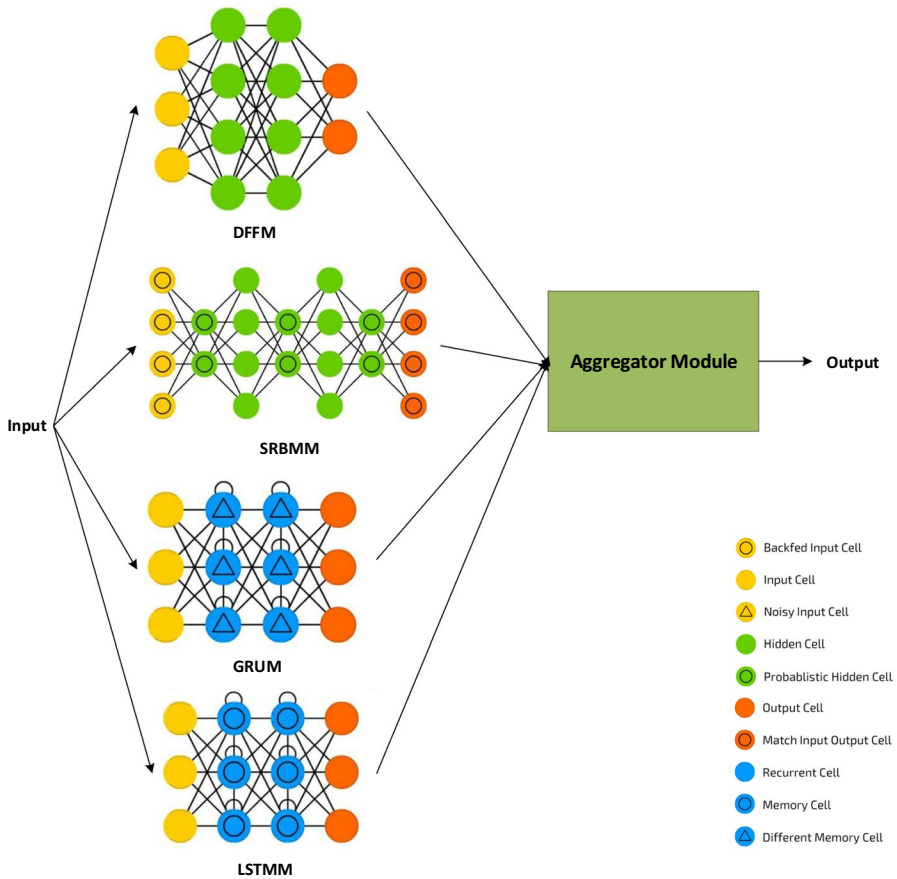 DFFM
SRBMM
Aggregator Module
Output
Input
GRUM
LSTMM
Backfed Input Cell
Input Cell
Noisy Input Cell
Hidden Cell
Probablistic Hidden Cell
Output Cell
Match Input Output Cell
Recurrent Cell
Memory Cell
Different Memory Cell